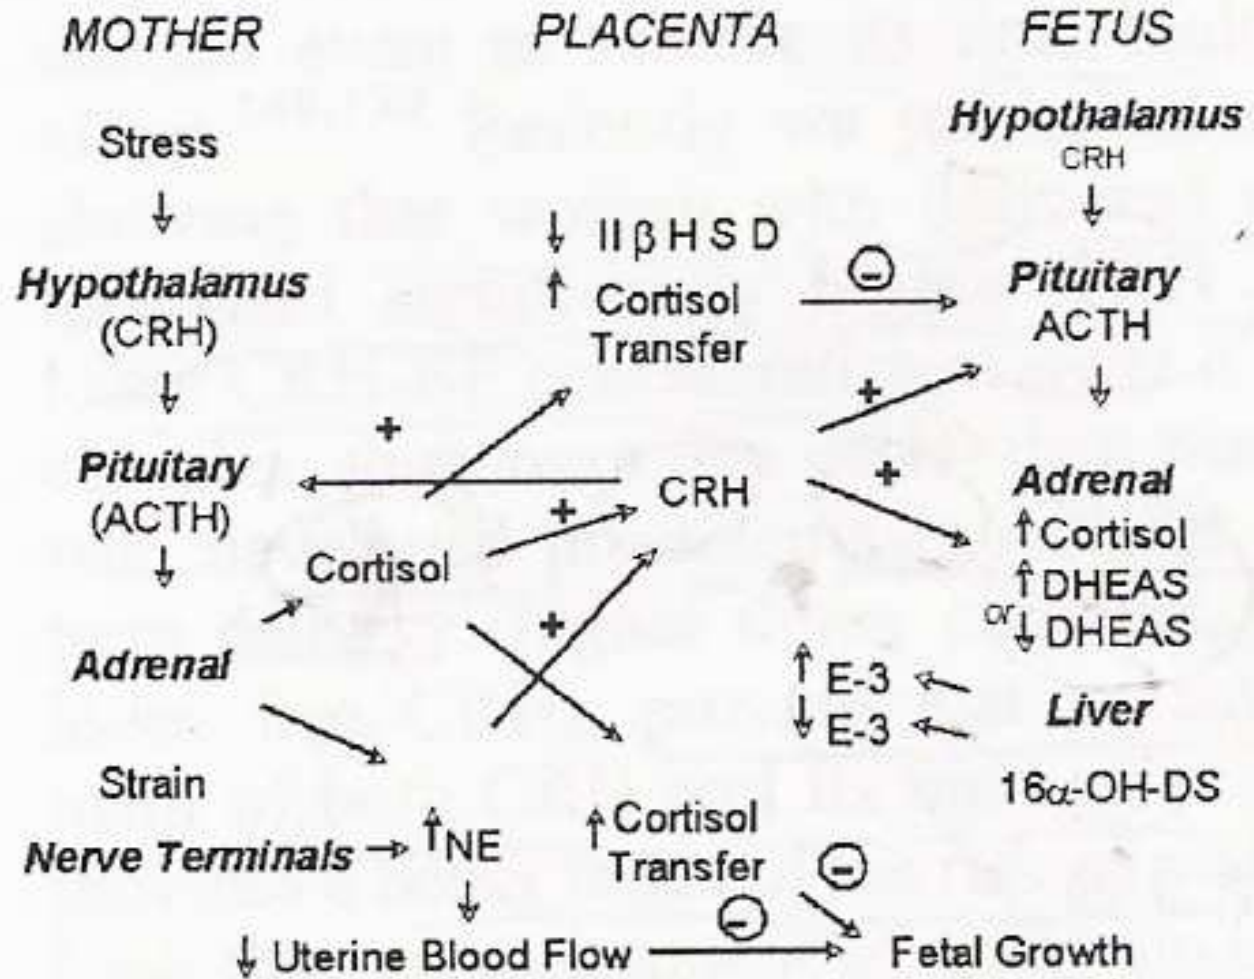 MOTHER PLACENTA FETUS
Hypothalamus
CRH
Stress
↓ II β H S D
Hypothalamus
(CRH)
↑ Cortisol
Transfer
⊖
Pituitary
ACTH
+
+
Pituitary
(ACTH)
CRH
+
Adrenal
↑ Cortisol
+
Cortisol
↑ DHEAS
or ↓ DHEAS
+
Adrenal
↑ E-3
↓ E-3
Liver
Strain
16α-OH-DS
Nerve Terminals → ↑ NE
↑ Cortisol
Transfer
⊖
⊖
↓ Uterine Blood Flow
Fetal Growth